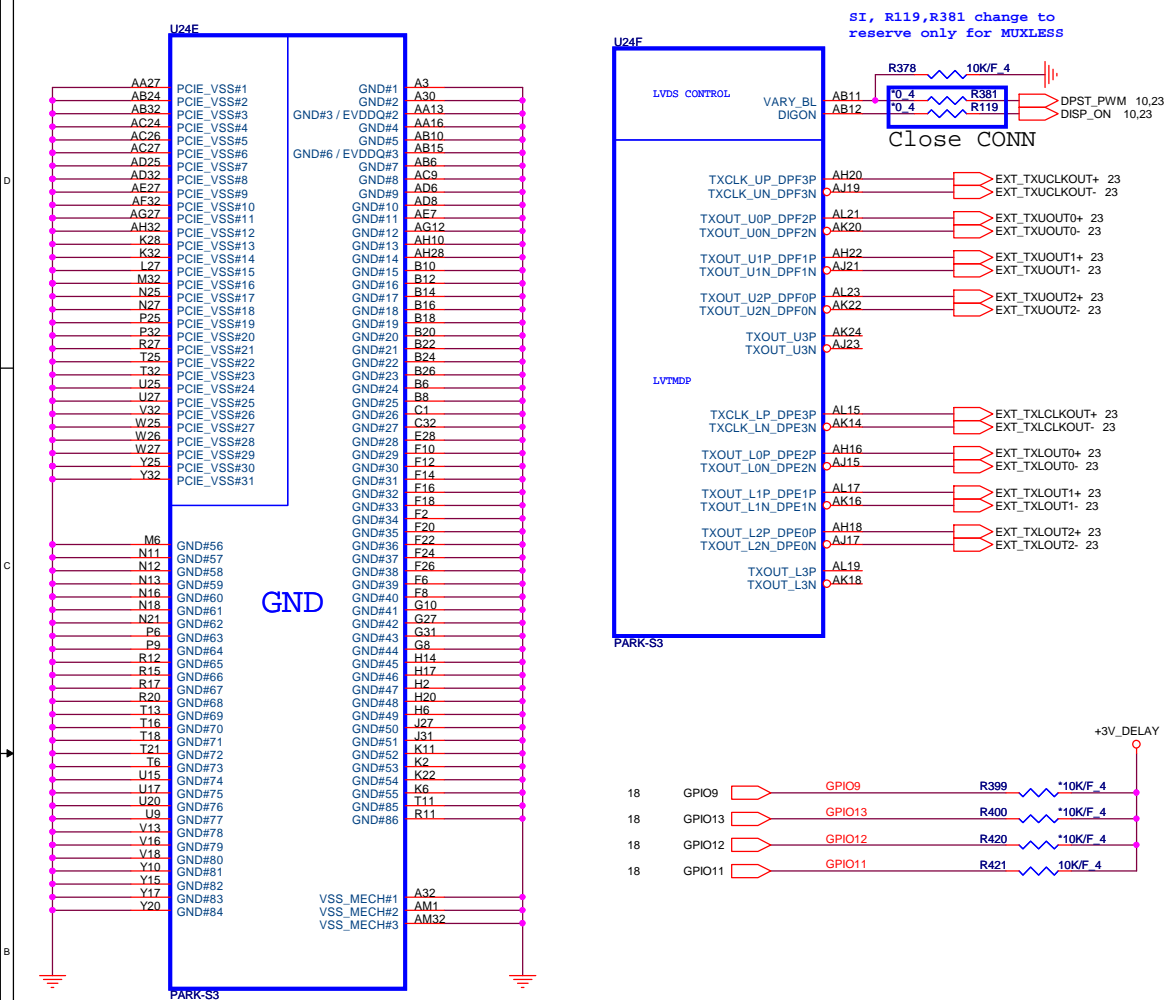 SI, R119,R381 change to
reserve only for MUXLESS
U24E
AA27 PCIE_VSS#1 GND#1 A3
AB24 PCIE_VSS#2 GND#2 A30
AB32 PCIE_VSS#3 GND#3 / EVDDQ#2 AA13
AC24 PCIE_VSS#4 GND#4 AA16
AC26 PCIE_VSS#5 GND#5 AB10
AC27 PCIE_VSS#6 GND#6 / EVDDQ#3 AB15
AD25 PCIE_VSS#7 GND#7 AB6
AD32 PCIE_VSS#8 GND#8 AC9
AE27 PCIE_VSS#9 GND#9 AD6
AF32 PCIE_VSS#10 GND#10 AD8
AG27 PCIE_VSS#11 GND#11 AE7
AH32 PCIE_VSS#12 GND#12 AG12
K28 PCIE_VSS#13 GND#13 AH10
K32 PCIE_VSS#14 GND#14 AH28
L27 PCIE_VSS#15 GND#15 B10
M32 PCIE_VSS#16 GND#16 B12
N25 PCIE_VSS#17 GND#17 B14
N27 PCIE_VSS#18 GND#18 B16
P25 PCIE_VSS#19 GND#19 B18
P32 PCIE_VSS#20 GND#20 B20
R27 PCIE_VSS#21 GND#21 B22
T25 PCIE_VSS#22 GND#22 B24
T32 PCIE_VSS#23 GND#23 B26
U25 PCIE_VSS#24 GND#24 B6
U27 PCIE_VSS#25 GND#25 B8
V32 PCIE_VSS#26 GND#26 C1
W25 PCIE_VSS#27 GND#27 C32
W26 PCIE_VSS#28 GND#28 E28
W27 PCIE_VSS#29 GND#29 F10
Y25 PCIE_VSS#30 GND#30 F12
Y32 PCIE_VSS#31 GND#31 F14
GND#32 F16
GND#33 F18
GND#34 F2
GND#35 F20
M6 GND#56 GND#36 F22
N11 GND#57 GND#37 F24
N12 GND#58 GND#38 F26
N13 GND#59 GND#39 F6
N16 GND#60 GND#40 F8
N18 GND#61 GND#41 G10
N21 GND#62 GND#42 G27
P6 GND#63 GND#43 G31
P9 GND#64 GND#44 G8
R12 GND#65 GND#45 H14
R15 GND#66 GND#46 H17
R17 GND#67 GND#47 H2
R20 GND#68 GND#48 H20
T13 GND#69 GND#49 H6
T16 GND#70 GND#50 J27
T18 GND#71 GND#51 J31
T21 GND#72 GND#52 K11
T6 GND#73 GND#53 K2
U15 GND#74 GND#54 K22
U17 GND#75 GND#55 K6
U20 GND#76 GND#85 T11
U9 GND#77 GND#86 R11
V13 GND#78
V16 GND#79
V18 GND#80
Y10 GND#81
Y15 GND#82
Y17 GND#83 VSS_MECH#1 A32
Y20 GND#84 VSS_MECH#2 AM1
VSS_MECH#3 AM32
GND
PARK-S3
U24F
LVDS CONTROL
R378 10K/F_4
VARY_BL AB11 *0_4 R381 DPST_PWM 10,23
DIGON AB12 *0_4 R119 DISP_ON 10,23
Close CONN
TXCLK_UP_DPF3P AH20 EXT_TXUCLKOUT+ 23
TXCLK_UN_DPF3N AJ19 EXT_TXUCLKOUT- 23
TXOUT_U0P_DPF2P AL21 EXT_TXUOUT0+ 23
TXOUT_U0N_DPF2N AK20 EXT_TXUOUT0- 23
TXOUT_U1P_DPF1P AH22 EXT_TXUOUT1+ 23
TXOUT_U1N_DPF1N AJ21 EXT_TXUOUT1- 23
TXOUT_U2P_DPF0P AL23 EXT_TXUOUT2+ 23
TXOUT_U2N_DPF0N AK22 EXT_TXUOUT2- 23
TXOUT_U3P AK24
TXOUT_U3N AJ23
LVTMDP
TXCLK_LP_DPE3P AL15 EXT_TXLCLKOUT+ 23
TXCLK_LN_DPE3N AK14 EXT_TXLCLKOUT- 23
TXOUT_L0P_DPE2P AH16 EXT_TXLOUT0+ 23
TXOUT_L0N_DPE2N AJ15 EXT_TXLOUT0- 23
TXOUT_L1P_DPE1P AL17 EXT_TXLOUT1+ 23
TXOUT_L1N_DPE1N AK16 EXT_TXLOUT1- 23
TXOUT_L2P_DPE0P AH18 EXT_TXLOUT2+ 23
TXOUT_L2N_DPE0N AJ17 EXT_TXLOUT2- 23
TXOUT_L3P AL19
TXOUT_L3N AK18
PARK-S3
+3V_DELAY
18 GPIO9 GPIO9 R399 *10K/F_4
18 GPIO13 GPIO13 R400 *10K/F_4
18 GPIO12 GPIO12 R420 *10K/F_4
18 GPIO11 GPIO11 R421 10K/F_4
D
C
B